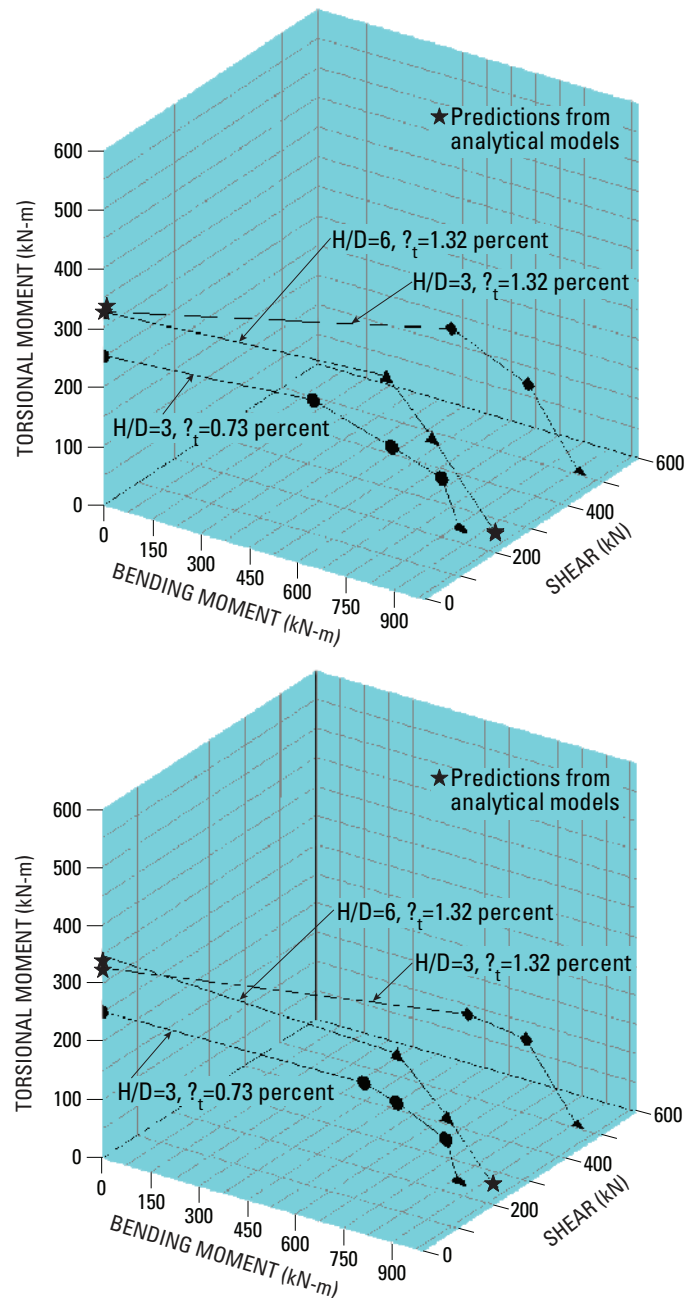 ★Predictions from
analytical models
600
500
400
300
200
100
0
TORSIONAL MOMENT (kN-m)
H/D=6, ?t=1.32 percent
H/D=3, ?t=1.32 percent
H/D=3, ?t=0.73 percent
0
150
300
450
600
750
900
BENDING MOMENT (kN-m)
0
200
400
600
SHEAR (kN)
★Predictions from
analytical models
600
500
400
300
200
100
0
TORSIONAL MOMENT (kN-m)
H/D=6, ?t=1.32 percent
H/D=3, ?t=1.32 percent
H/D=3, ?t=0.73 percent
0
150
300
450
600
750
900
BENDING MOMENT (kN-m)
0
200
400
600
SHEAR (kN)